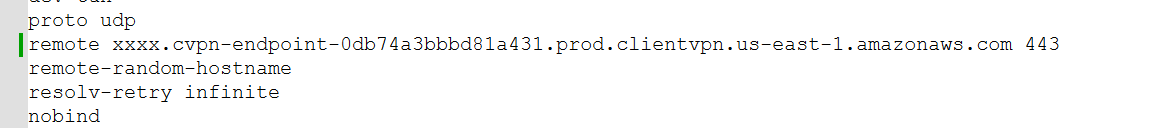 proto udp
remote xxxx.cvpn-endpoint-0db74a3bbbd81a431.prod.clientvpn.us-east-1.amazonaws.com 443
remote-random-hostname
resolv-retry infinite
nobind